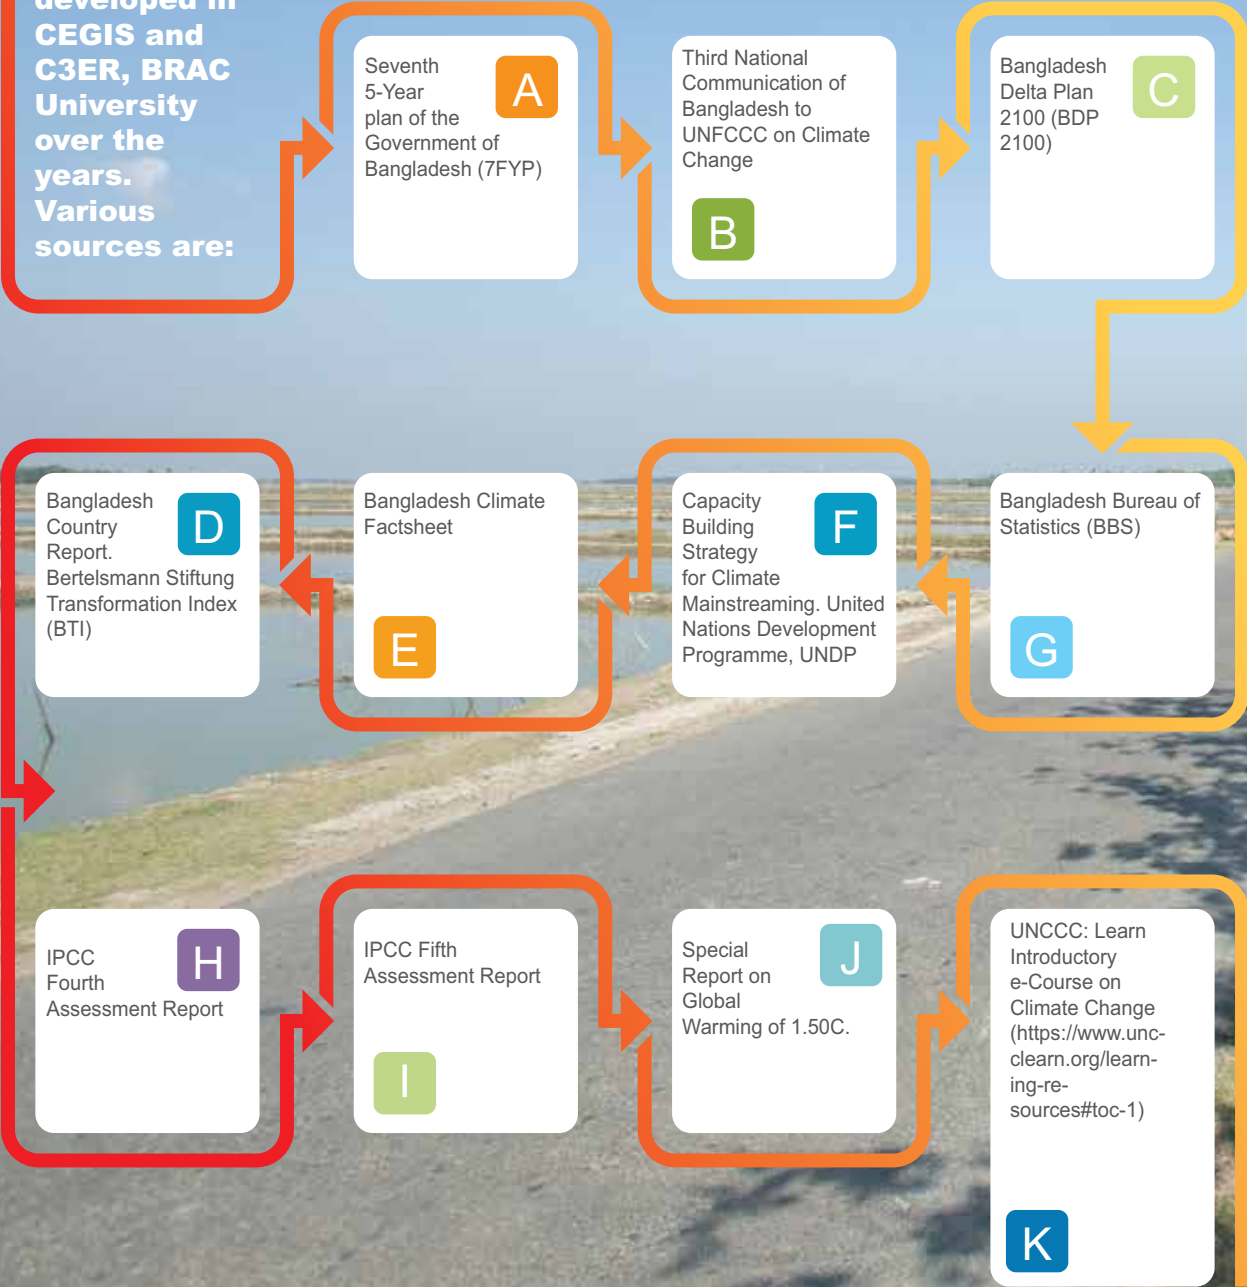 developed in
CEGIS and
C3ER, BRAC
University
over the
years.
Various
sources are:
Seventh
5-Year
plan of the
Government of
Bangladesh (7FYP)
A
Third National
Communication of
Bangladesh to
UNFCCC on Climate
Change
B
Bangladesh
Delta Plan
2100 (BDP
2100)
C
Bangladesh
Country
Report.
Bertelsmann Stiftung
Transformation Index
(BTI)
D
Bangladesh Climate
Factsheet
E
Capacity
Building
Strategy
for Climate
Mainstreaming. United
Nations Development
Programme, UNDP
F
Bangladesh Bureau of
Statistics (BBS)
G
IPCC
Fourth
Assessment Report
H
IPCC Fifth
Assessment Report
I
Special
Report on
Global
Warming of 1.50C.
J
UNCCC: Learn
Introductory
e-Course on
Climate Change
(https://www.unc-
clearn.org/learn-
ing-re-
sources#toc-1)
K